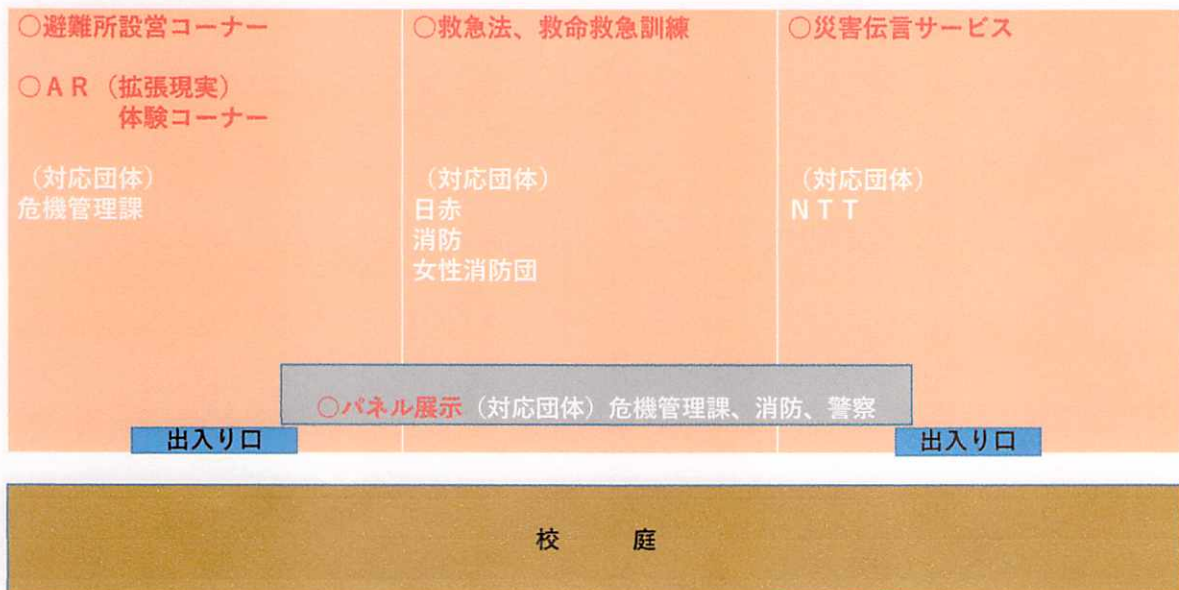 ○避難所設営コーナー
○AR（拡張現実）
体験コーナー
（対応団体）
危機管理課
○救急法、救命救急訓練
（対応団体）
日赤
消防
女性消防団
○災害伝言サービス
（対応団体）
NTT
○パネル展示（対応団体）危機管理課、消防、警察
出入り口
出入り口
校　庭